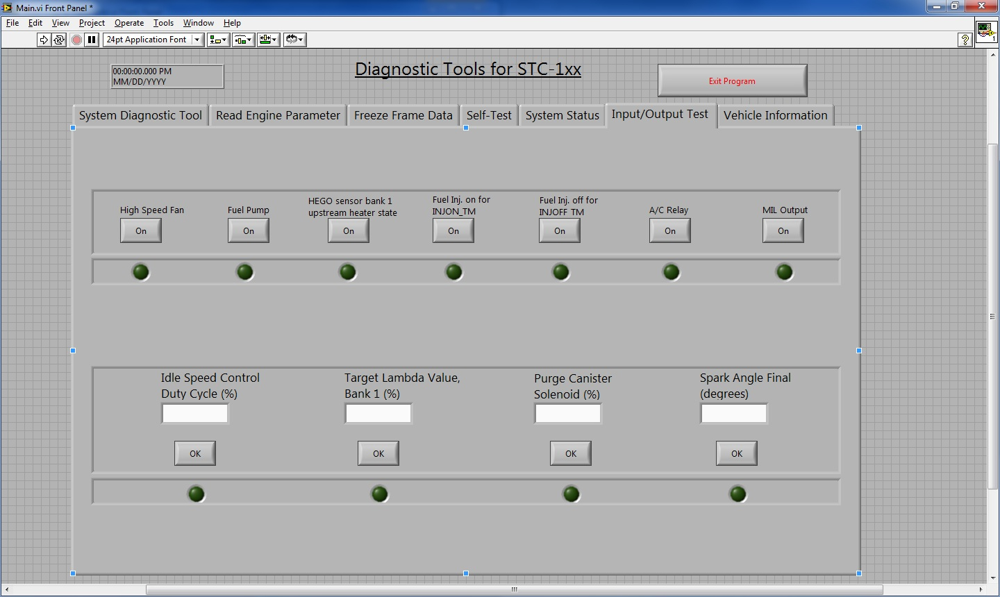 Main.vi Front Panel *
File Edit View Project Operate Tools Window Help
24pt Application Font
?
1
00:00:00.000 PM
MM/DD/YYYY
Diagnostic Tools for STC-1xx
Exit Program
System Diagnostic Tool Read Engine Parameter Freeze Frame Data Self-Test System Status Input/Output Test Vehicle Information
High Speed Fan
On
Fuel Pump
On
HEGO sensor bank 1
upstream heater state
On
Fuel Inj. on for
INJON_TM
On
Fuel Inj. off for
INJOFF_TM
On
A/C Relay
On
MIL Output
On
Idle Speed Control
Duty Cycle (%)
OK
Target Lambda Value,
Bank 1 (%)
OK
Purge Canister
Solenoid (%)
OK
Spark Angle Final
(degrees)
OK